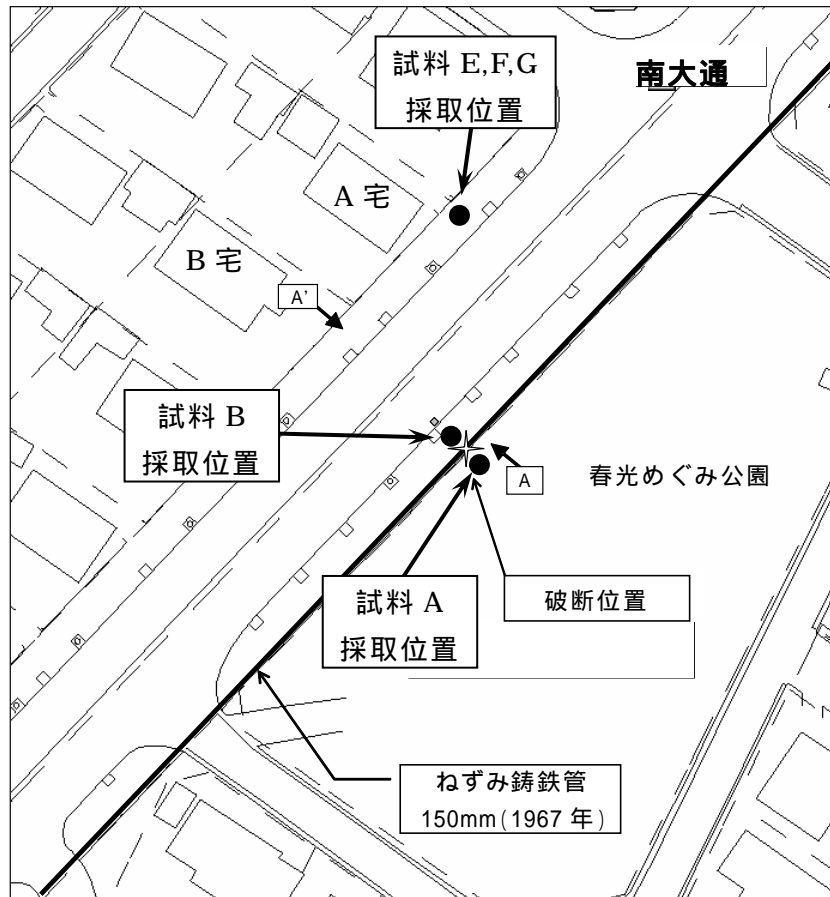 試料 E,F,G
採取位置
南大通
A 宅
B 宅
A'
試料 B
採取位置
A
春光めぐみ公園
試料 A
採取位置
破断位置
ねずみ鋳鉄管
150mm(1967 年)